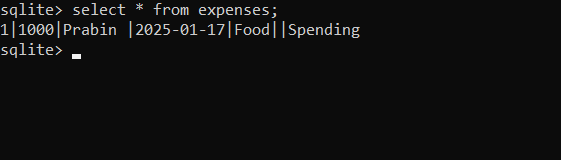 sqlite> select * from expenses;
1|1000|Prabin |2025-01-17|Food||Spending
sqlite>